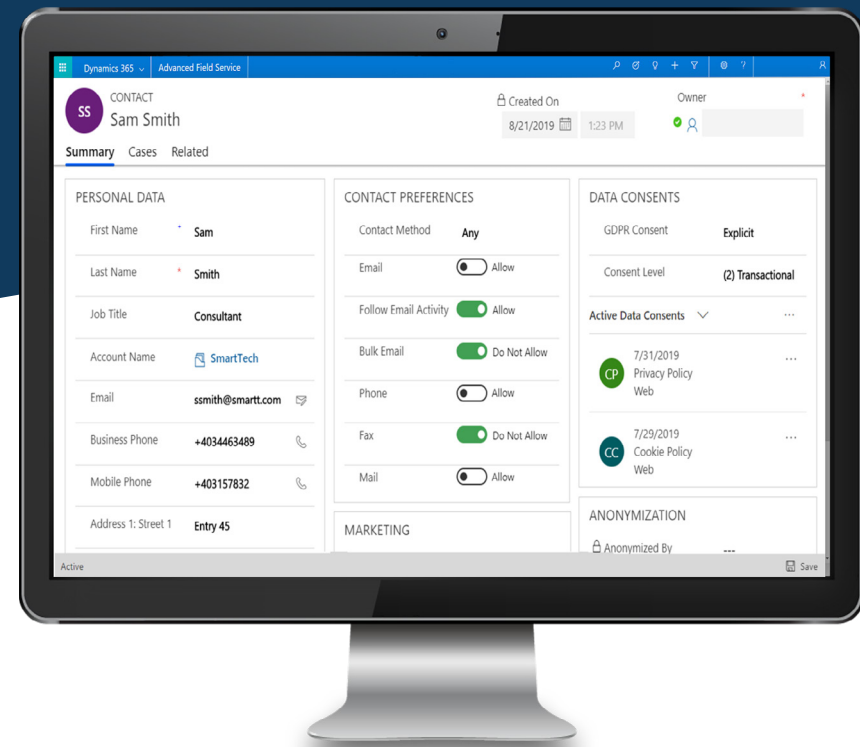 Dynamics 365
Advanced Field Service
SS
CONTACT
Sam Smith
Created On
8/21/2019
1:23 PM
Owner
*
Summary Cases Related
PERSONAL DATA
First Name
Sam
Last Name * Smith
Job Title Consultant
Account Name SmartTech
Email ssmith@smartt.com
Business Phone +4034463489
Mobile Phone +403157832
Address 1: Street 1 Entry 45
CONTACT PREFERENCES
Contact Method Any
Email Allow
Follow Email Activity Allow
Bulk Email Do Not Allow
Phone Allow
Fax Do Not Allow
Mail Allow
MARKETING
DATA CONSENTS
GDPR Consent Explicit
Consent Level (2) Transactional
Active Data Consents ...
CP
7/31/2019 ...
Privacy Policy
Web
CC
7/29/2019 ...
Cookie Policy
Web
ANONYMIZATION
Anonymized By ---
Active
Save